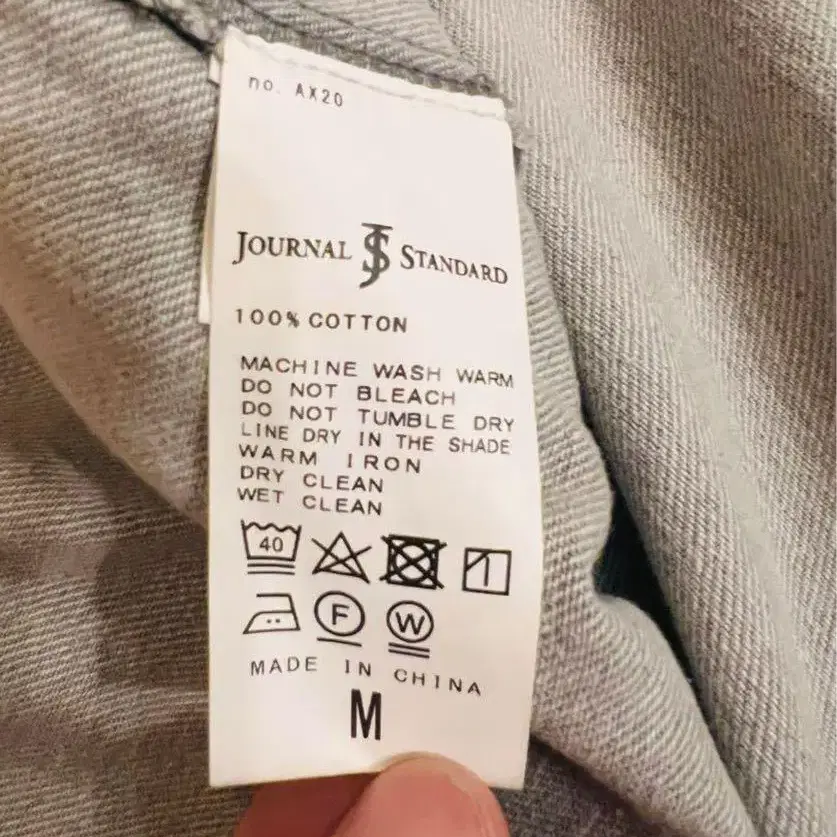 no. AX20
JOURNAL JS STANDARD
100% COTTON
MACHINE WASH WARM
DO NOT BLEACH
DO NOT TUMBLE DRY
LINE DRY IN THE SHADE
WARM IRON
DRY CLEAN
WET CLEAN
40
F W
MADE IN CHINA
M